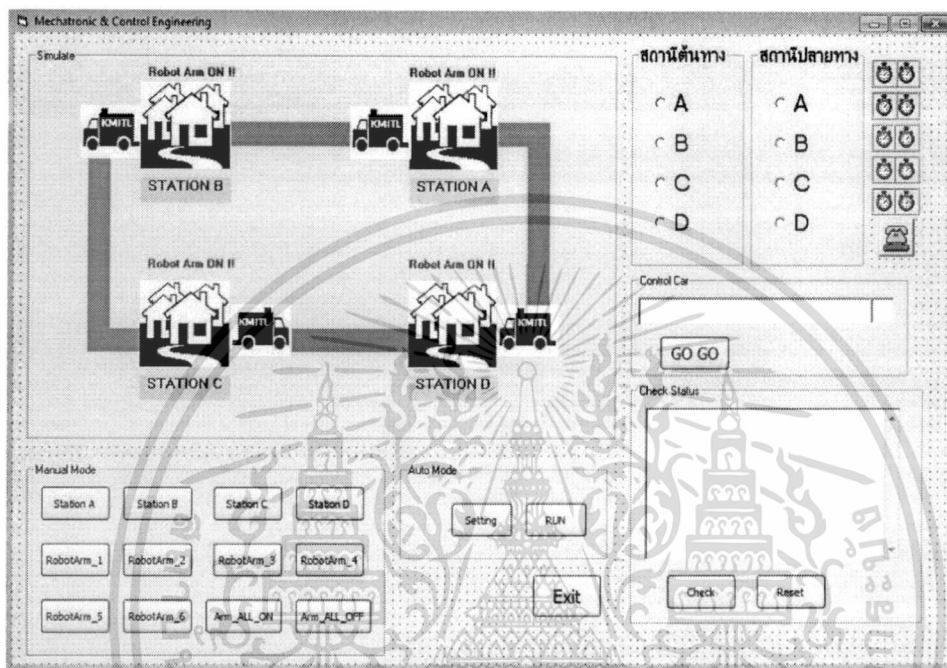 Mechatronic & Control Engineering
Simulate
Robot Arm ON !!
Robot Arm ON !!
KMITL
KMITL
STATION B
STATION A
Robot Arm ON !!
Robot Arm ON !!
KMITL
KMITL
STATION C
STATION D
สถานีต้นทาง
สถานีปลายทาง
A
A
B
B
C
C
D
D
Control Car
GO GO
Check Status
Check
Reset
Manual Mode
Station A
Station B
Station C
Station D
RobotArm_1
RobotArm_2
RobotArm_3
RobotArm_4
RobotArm_5
RobotArm_6
Arm_ALL_ON
Arm_ALL_OFF
Auto Mode
Setting
RUN
Exit